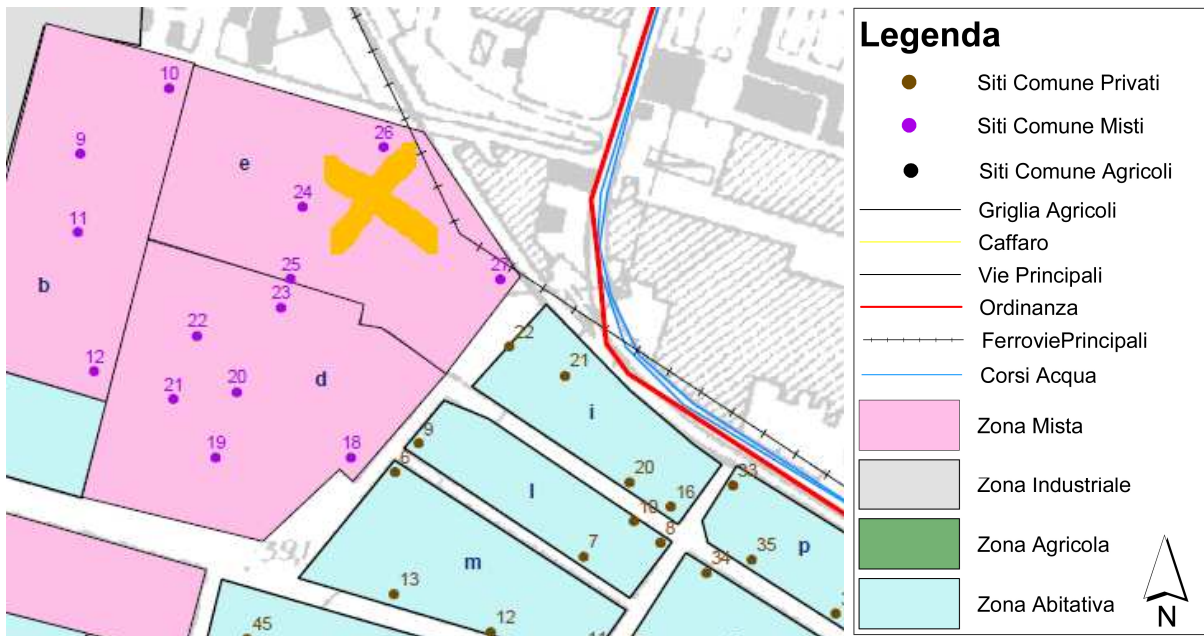 10
9
26
e
24
11
25
27
b
23
22
12
21
20
d
19
18
22
21
i
9
6
20
16
33
l
10
8
7
34
35
p
m
13
12
45
11
391
Legenda
Siti Comune Privati
Siti Comune Misti
Siti Comune Agricoli
Griglia Agricoli
Caffaro
Vie Principali
Ordinanza
FerroviePrincipali
Corsi Acqua
Zona Mista
Zona Industriale
Zona Agricola
Zona Abitativa
N